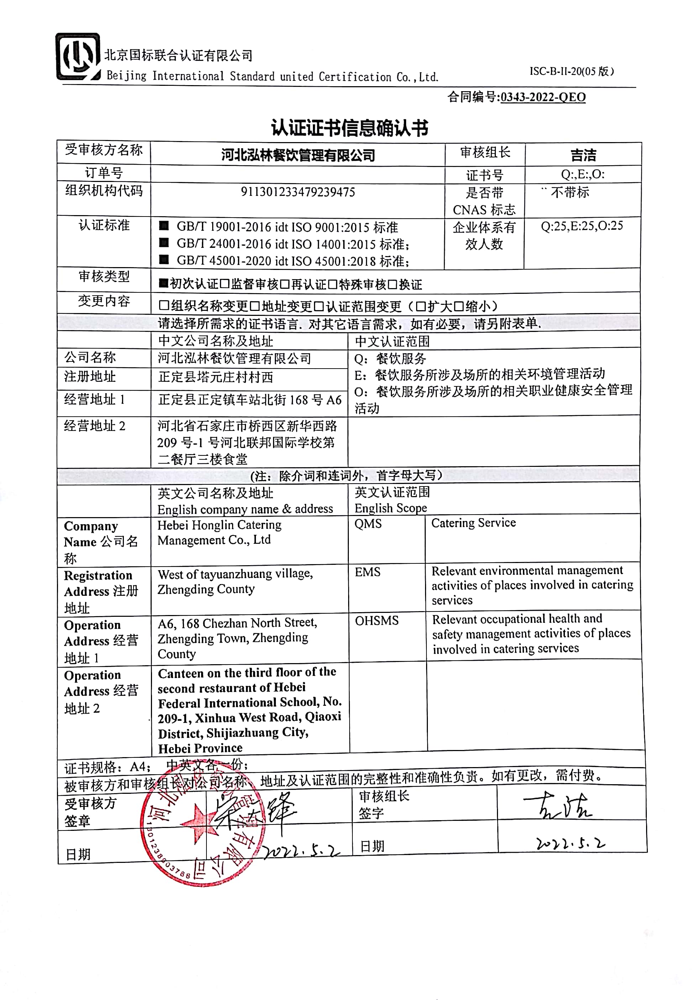 北京国标联合认证有限公司
Beijing International Standard united Certification Co.,Ltd.
ISC-B-II-20(05 版）
合同编号:0343-2022-QEO
认证证书信息确认书
受审核方名称 河北泓林餐饮管理有限公司 审核组长 吉洁
订单号 证书号 Q:,E:,O:
组织机构代码 911301233479239475 是否带 ¨ 不带标
CNAS 标志
认证标准 ■ GB/T 19001-2016 idt ISO 9001:2015 标准 企业体系有 Q:25,E:25,O:25
■ GB/T 24001-2016 idt ISO 14001:2015 标准； 效人数
■ GB/T 45001-2020 idt ISO 45001:2018 标准；
审核类型 ■初次认证□监督审核□再认证□特殊审核□换证
变更内容 □组织名称变更□地址变更□认证范围变更（□扩大□缩小）
请选择所需求的证书语言. 对其它语言需求，如有必要，请另附表单.
中文公司名称及地址 中文认证范围
公司名称 河北泓林餐饮管理有限公司 Q：餐饮服务
注册地址 正定县塔元庄村村西 E：餐饮服务所涉及场所的相关环境管理活动
经营地址 1 正定县正定镇车站北街 168 号 A6 O：餐饮服务所涉及场所的相关职业健康安全管理
活动
经营地址 2 河北省石家庄市桥西区新华西路
209 号-1 号河北联邦国际学校第
二餐厅三楼食堂
(注：除介词和连词外，首字母大写）
英文公司名称及地址 英文认证范围
English company name & address English Scope
Company Hebei Honglin Catering QMS Catering Service
Name 公司名 Management Co., Ltd
称
Registration West of tayuanzhuang village, EMS Relevant environmental management
Address 注册 Zhengding County activities of places involved in catering
地址 services
Operation A6, 168 Chezhan North Street, OHSMS Relevant occupational health and
Address 经营 Zhengding Town, Zhengding safety management activities of places
地址 1 County involved in catering services
Operation Canteen on the third floor of the
Address 经营 second restaurant of Hebei
地址 2 Federal International School, No.
209-1, Xinhua West Road, Qiaoxi
District, Shijiazhuang City,
Hebei Province
证书规格：A4； 中英文各一份；
被审核方和审核组长对公司名称、地址及认证范围的完整性和准确性负责。如有更改，需付费。
受审核方 审核组长 吉洁
签章 签字
日期 2022.5.2 日期 2022.5.2
河北泓林餐饮管理有限公司
1301238803788